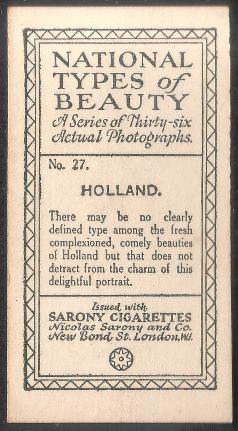 NATIONAL
TYPES of
BEAUTY
A Series of Thirty-six
Actual Photographs.
No. 27.
HOLLAND.
There may be no clearly
defined type among the fresh
complexioned, comely beauties
of Holland but that does not
detract from the charm of this
delightful portrait.
Issued with
SARONY CIGARETTES
Nicolas Sarony and Co.
New Bond St. London, W.1.